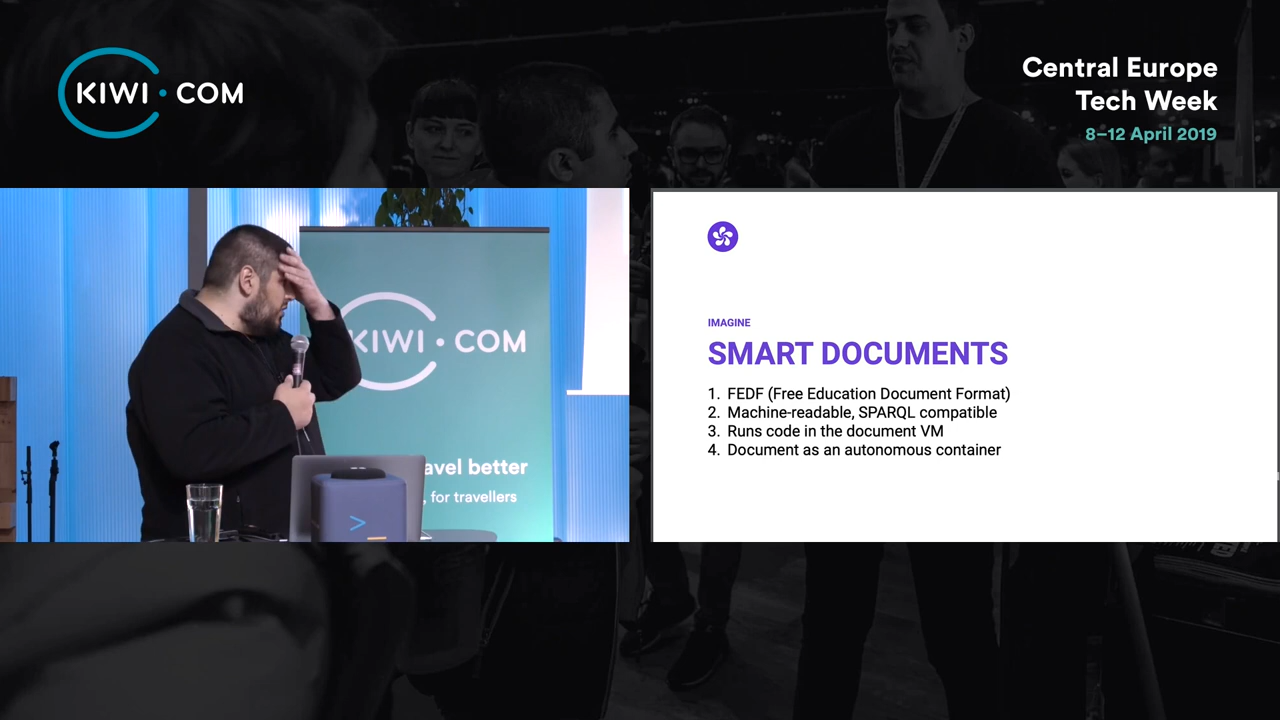 KIWI.COM
Central Europe
Tech Week
8–12 April 2019
KIWI.COM
avel better
, for travellers
>_
IMAGINE
SMART DOCUMENTS
1. FEDF (Free Education Document Format)
2. Machine-readable, SPARQL compatible
3. Runs code in the document VM
4. Document as an autonomous container